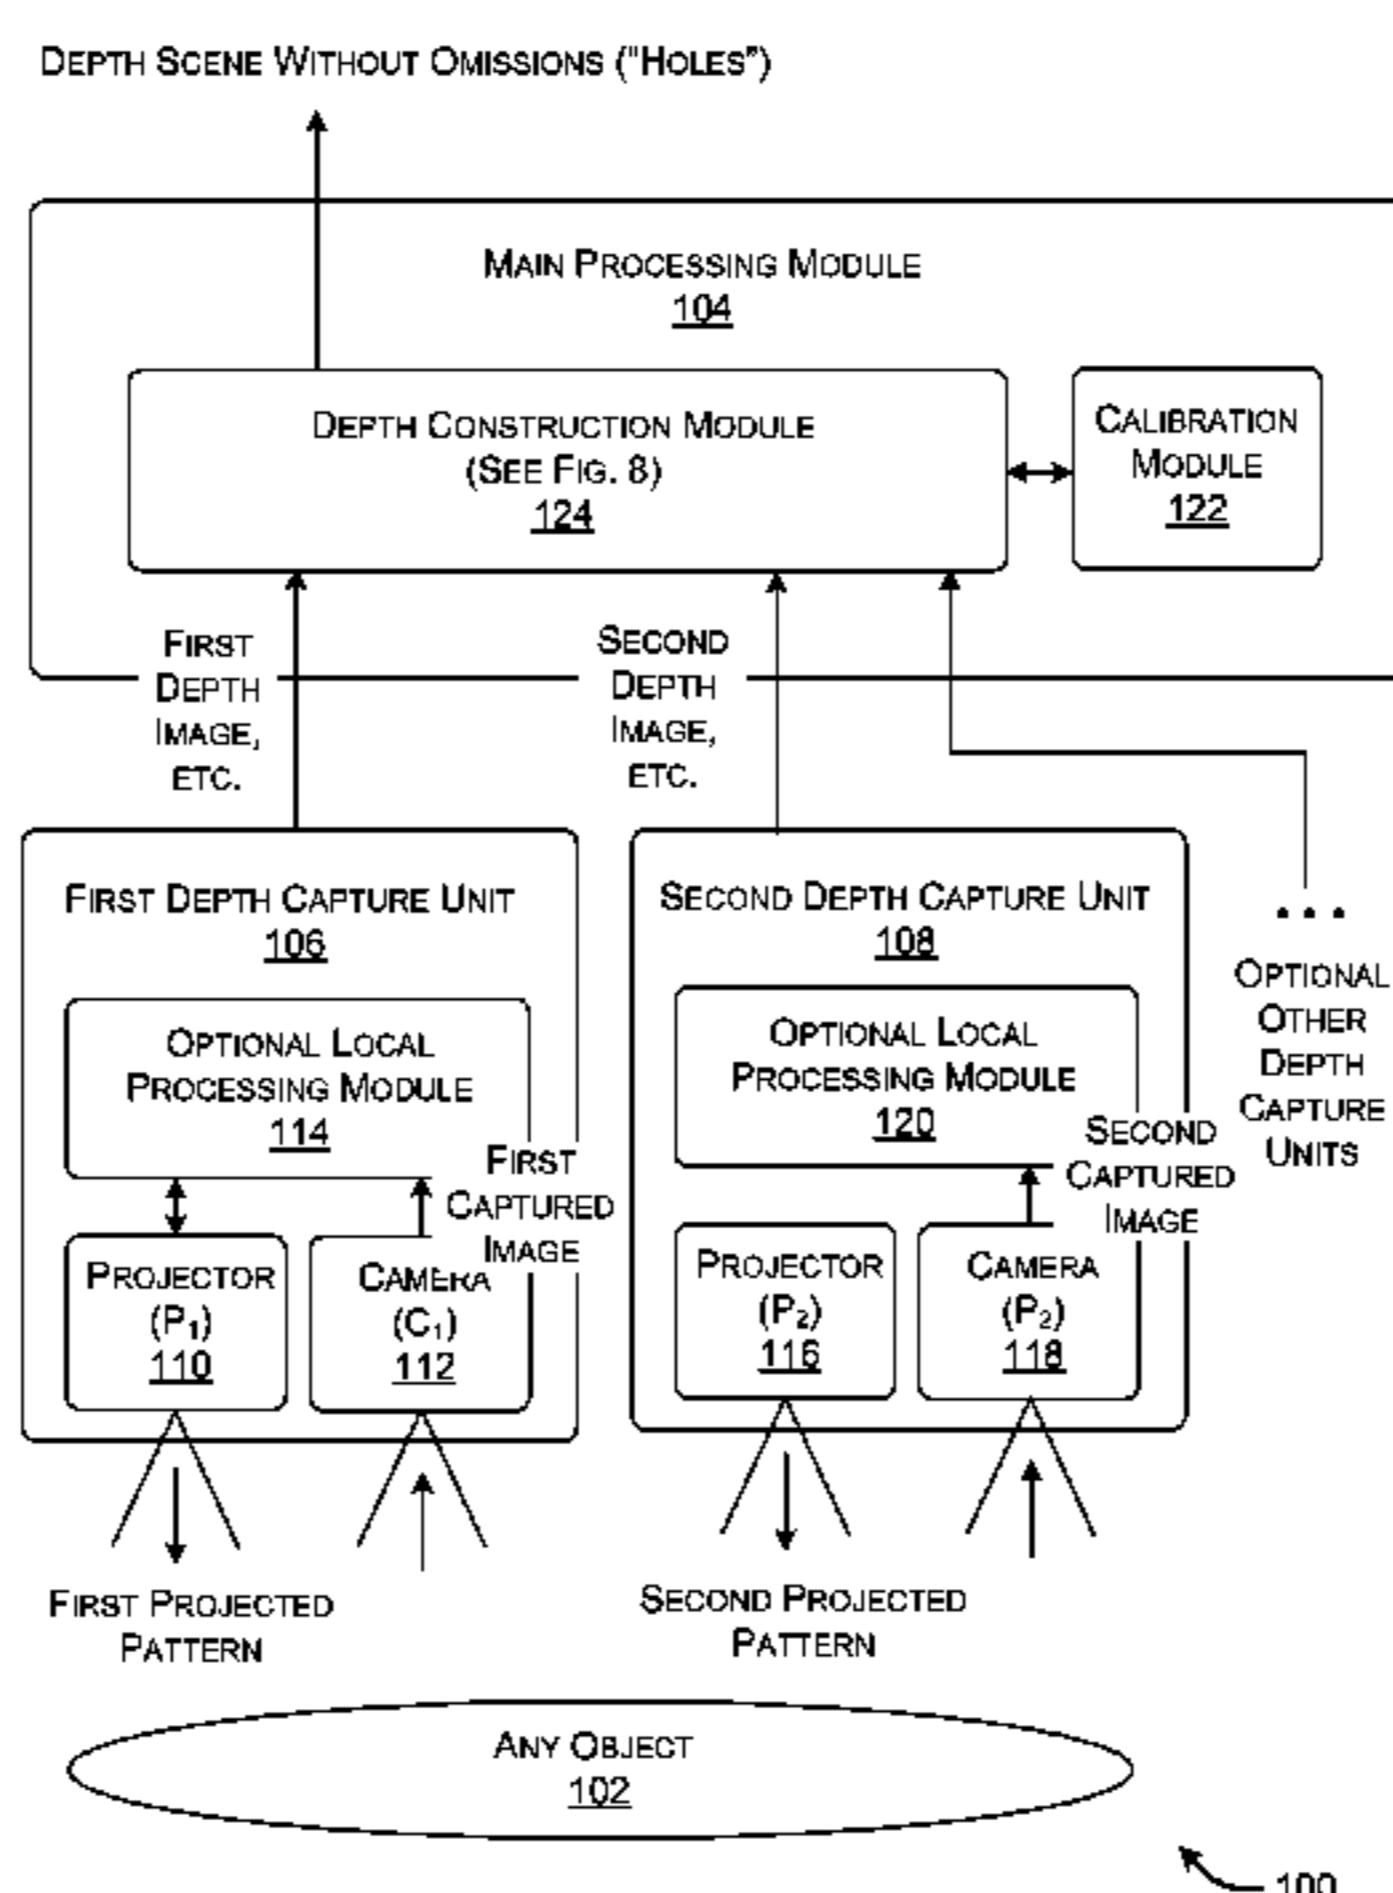 DEPTH SCENE WITHOUT OMISSIONS ("HOLES")
MAIN PROCESSING MODULE
104
DEPTH CONSTRUCTION MODULE
(SEE FIG. 8)
124
CALIBRATION
MODULE
122
FIRST
DEPTH
IMAGE,
ETC.
SECOND
DEPTH
IMAGE,
ETC.
FIRST DEPTH CAPTURE UNIT
106
OPTIONAL LOCAL
PROCESSING MODULE
114
FIRST
CAPTURED
IMAGE
PROJECTOR
(P1)
110
CAMERA
(C1)
112
SECOND DEPTH CAPTURE UNIT
108
OPTIONAL LOCAL
PROCESSING MODULE
120
SECOND
CAPTURED
IMAGE
PROJECTOR
(P2)
116
CAMERA
(P2)
118
...
OPTIONAL
OTHER
DEPTH
CAPTURE
UNITS
FIRST PROJECTED
PATTERN
SECOND PROJECTED
PATTERN
ANY OBJECT
102
100